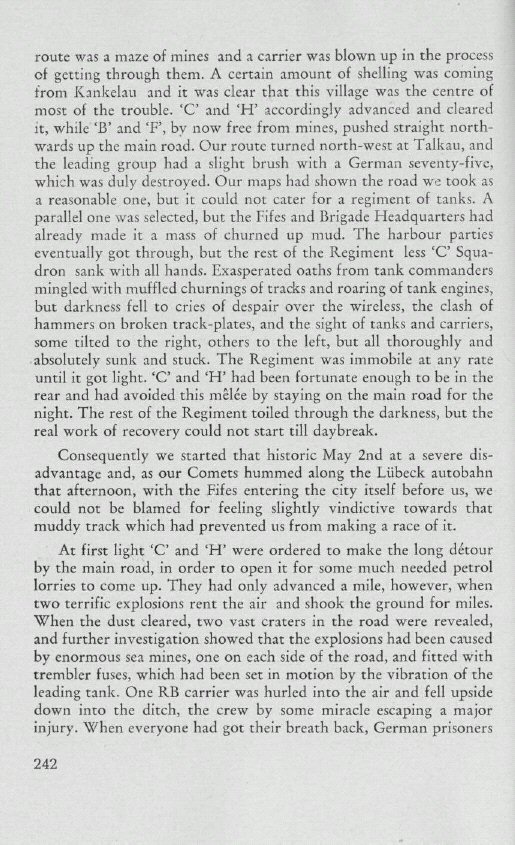 route was a maze of mines and a carrier was blown up in the process
of getting through them. A certain amount of shelling was coming
from Kankelau and it was clear that this village was the centre of
most of the trouble. ‘C’ and ‘H’ accordingly advanced and cleared
it, while ‘B’ and ‘F’, by now free from mines, pushed straight north-
wards up the main road. Our route turned north-west at Talkau, and
the leading group had a slight brush with a German seventy-five,
which was duly destroyed. Our maps had shown the road we took as
a reasonable one, but it could not cater for a regiment of tanks. A
parallel one was selected, but the Fifes and Brigade Headquarters had
already made it a mass of churned up mud. The harbour parties
eventually got through, but the rest of the Regiment less ‘C’ Squa-
dron sank with all hands. Exasperated oaths from tank commanders
mingled with muffled churnings of tracks and roaring of tank engines,
but darkness fell to cries of despair over the wireless, the clash of
hammers on broken track-plates, and the sight of tanks and carriers,
some tilted to the right, others to the left, but all thoroughly and
absolutely sunk and stuck. The Regiment was immobile at any rate
until it got light. ‘C’ and ‘H’ had been fortunate enough to be in the
rear and had avoided this mêlée by staying on the main road for the
night. The rest of the Regiment toiled through the darkness, but the
real work of recovery could not start till daybreak.
Consequently we started that historic May 2nd at a severe dis-
advantage and, as our Comets hummed along the Lübeck autobahn
that afternoon, with the Fifes entering the city itself before us, we
could not be blamed for feeling slightly vindictive towards that
muddy track which had prevented us from making a race of it.
At first light ‘C’ and ‘H’ were ordered to make the long détour
by the main road, in order to open it for some much needed petrol
lorries to come up. They had only advanced a mile, however, when
two terrific explosions rent the air and shook the ground for miles.
When the dust cleared, two vast craters in the road were revealed,
and further investigation showed that the explosions had been caused
by enormous sea mines, one on each side of the road, and fitted with
trembler fuses, which had been set in motion by the vibration of the
leading tank. One RB carrier was hurled into the air and fell upside
down into the ditch, the crew by some miracle escaping a major
injury. When everyone had got their breath back, German prisoners
242